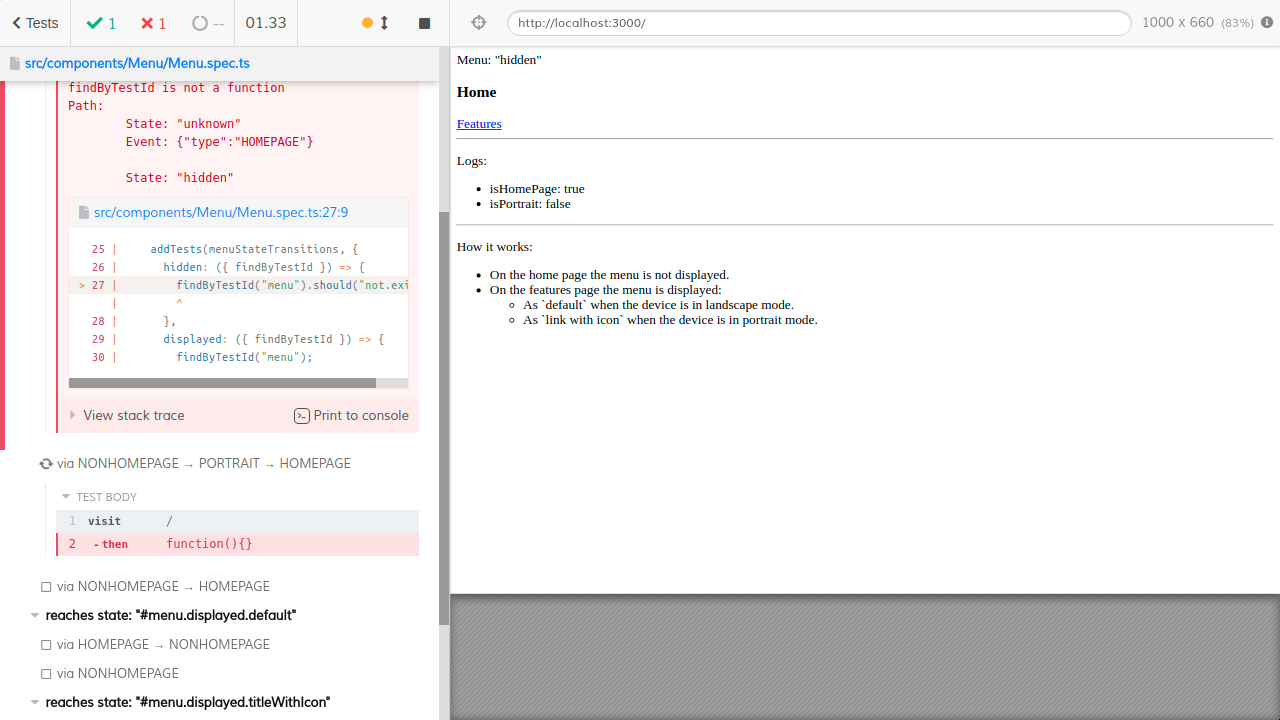 Tests
1
1
--
01.33
http://localhost:3000/
1000 x 660 (83%)
src/components/Menu/Menu.spec.ts
findByTestId is not a function
Path:
State: "unknown"
Event: {"type":"HOMEPAGE"}
State: "hidden"
src/components/Menu/Menu.spec.ts:27:9
25 | addTests(menuStateTransitions, {
26 | hidden: ({ findByTestId }) => {
> 27 | findByTestId("menu").should("not.exi
| ^
28 | },
29 | displayed: ({ findByTestId }) => {
30 | findByTestId("menu");
View stack trace
Print to console
via NONHOMEPAGE → PORTRAIT → HOMEPAGE
TEST BODY
1 visit /
2 -then function(){}
via NONHOMEPAGE → HOMEPAGE
reaches state: "#menu.displayed.default"
via HOMEPAGE → NONHOMEPAGE
via NONHOMEPAGE
reaches state: "#menu.displayed.titleWithIcon"
Menu: "hidden"
Home
Features
Logs:
isHomePage: true
isPortrait: false
How it works:
On the home page the menu is not displayed.
On the features page the menu is displayed:
As `default` when the device is in landscape mode.
As `link with icon` when the device is in portrait mode.